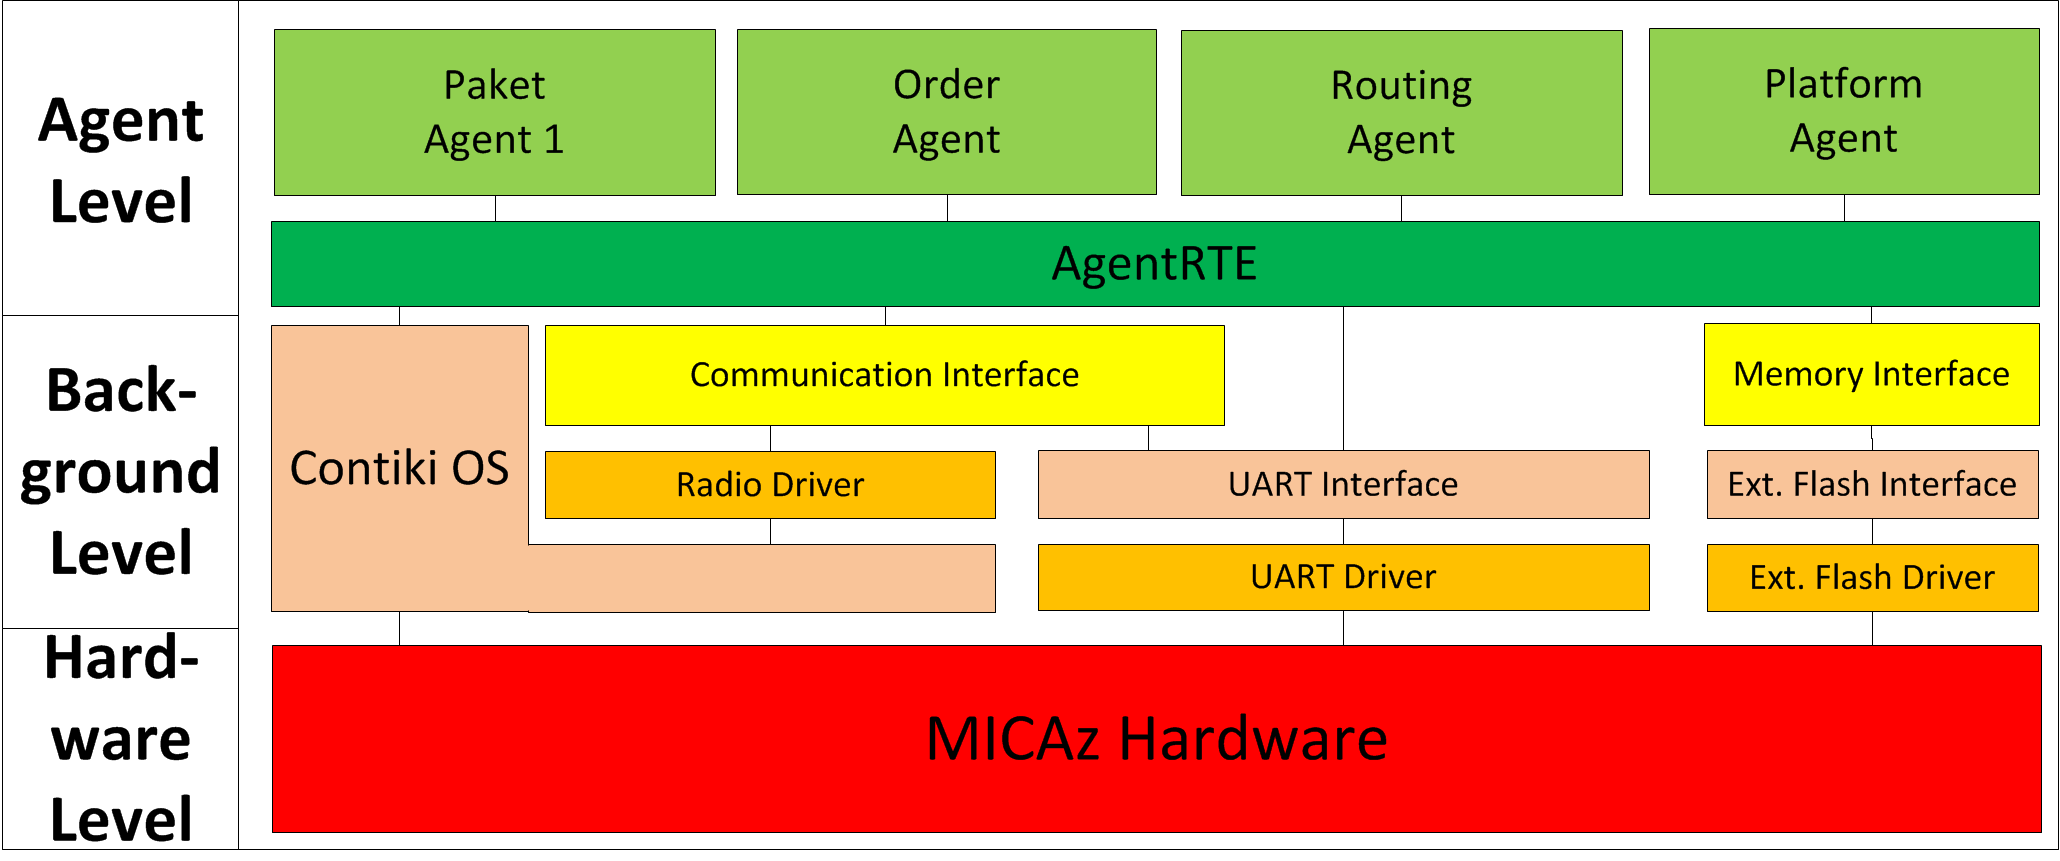 Agent
Level
Paket
Agent 1
Order
Agent
Routing
Agent
Platform
Agent
AgentRTE
Back-
ground
Level
Contiki OS
Communication Interface
Memory Interface
Radio Driver
UART Interface
Ext. Flash Interface
UART Driver
Ext. Flash Driver
Hard-
ware
Level
MICAz Hardware